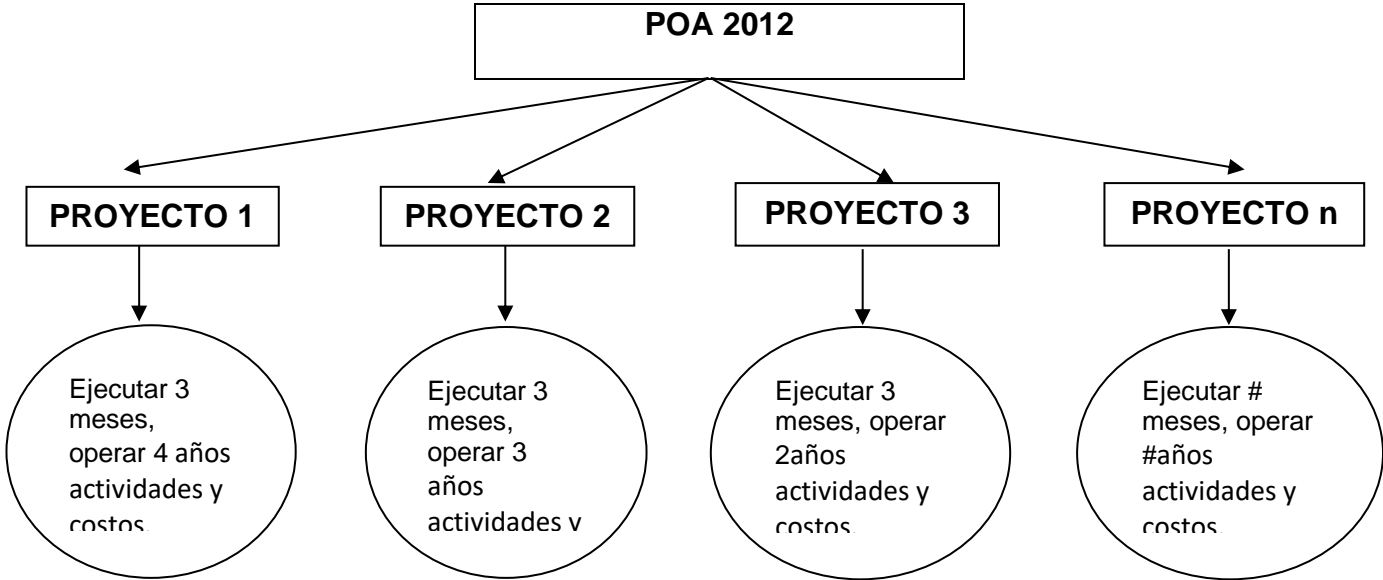 POA 2012
PROYECTO 1
PROYECTO 2
PROYECTO 3
PROYECTO n
Ejecutar 3
meses,
operar 4 años
actividades y
costos.
Ejecutar 3
meses,
operar 3
años
actividades y
Ejecutar 3
meses, operar
2años
actividades y
costos.
Ejecutar #
meses, operar
#años
actividades y
costos.